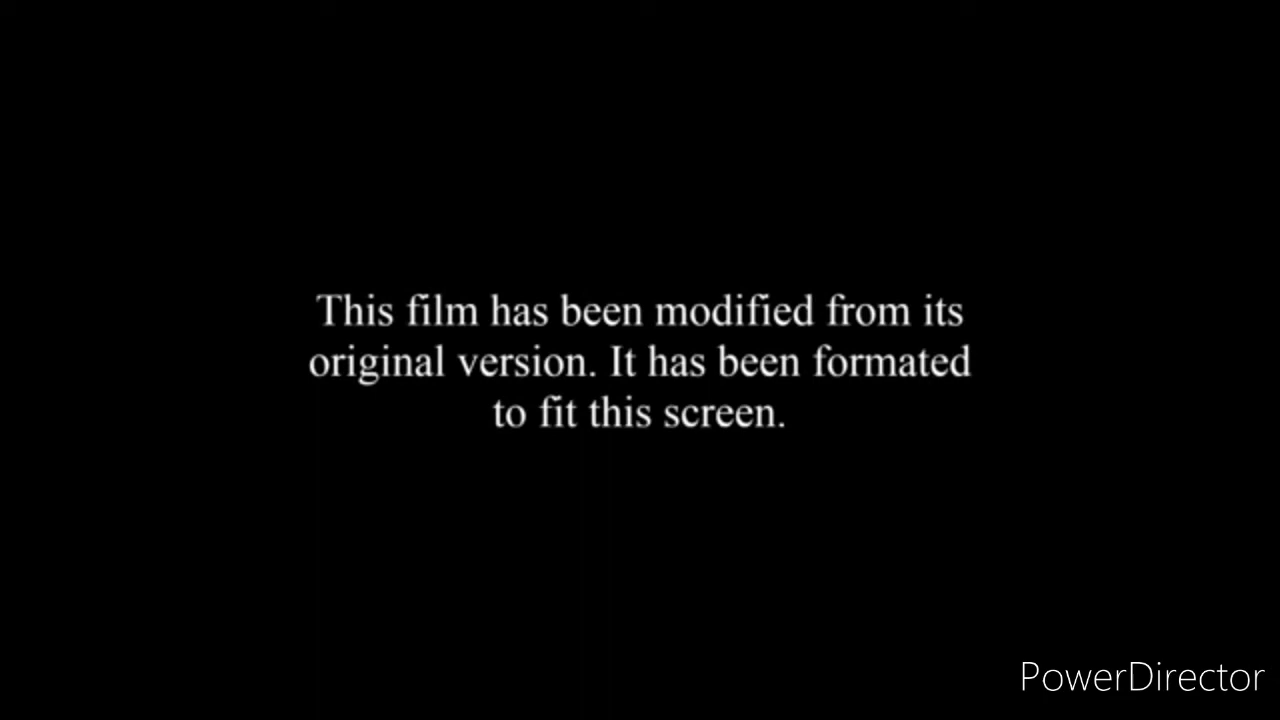 This film has been modified from its
original version. It has been formated
to fit this screen.
PowerDirector